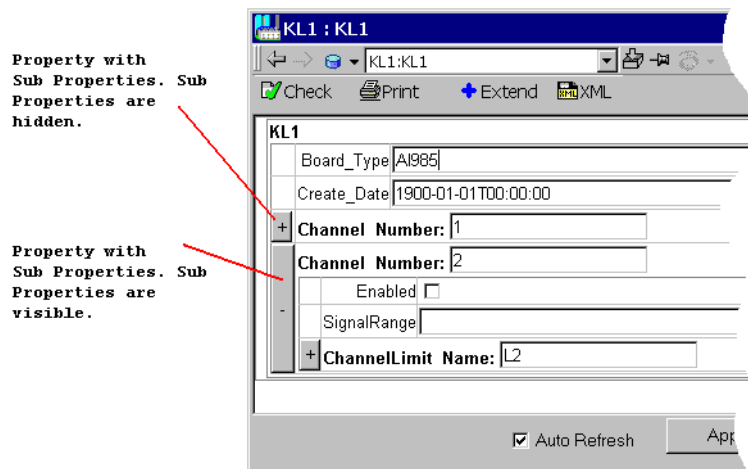 Property with
Sub Properties. Sub
Properties are
hidden.
Property with
Sub Properties. Sub
Properties are
visible.
KL1 : KL1
KL1:KL1
Check Print Extend XML XML
KL1
Board_Type AI985
Create_Date 1900-01-01T00:00:00
+ Channel Number: 1
- Channel Number: 2
Enabled
SignalRange
+ ChannelLimit Name: L2
Auto Refresh App